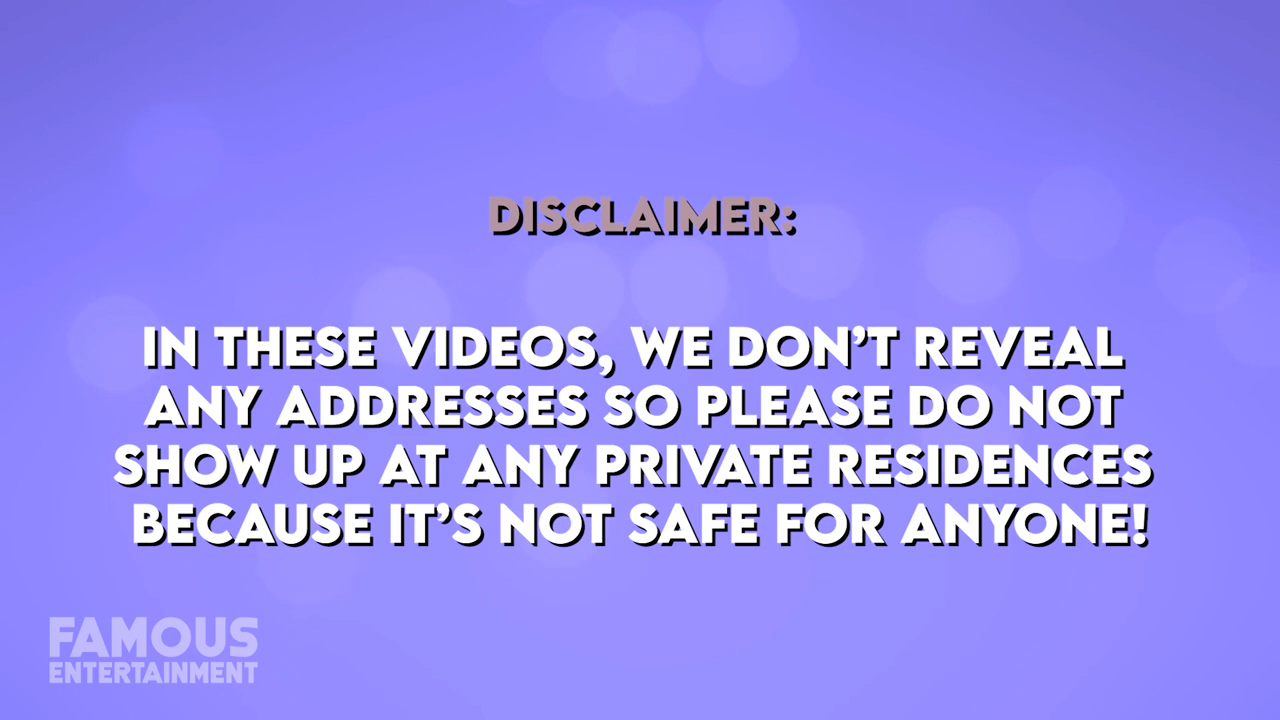 DISCLAIMER:
IN THESE VIDEOS, WE DON’T REVEAL
ANY ADDRESSES SO PLEASE DO NOT
SHOW UP AT ANY PRIVATE RESIDENCES
BECAUSE IT’S NOT SAFE FOR ANYONE!
FAMOUS
ENTERTAINMENT